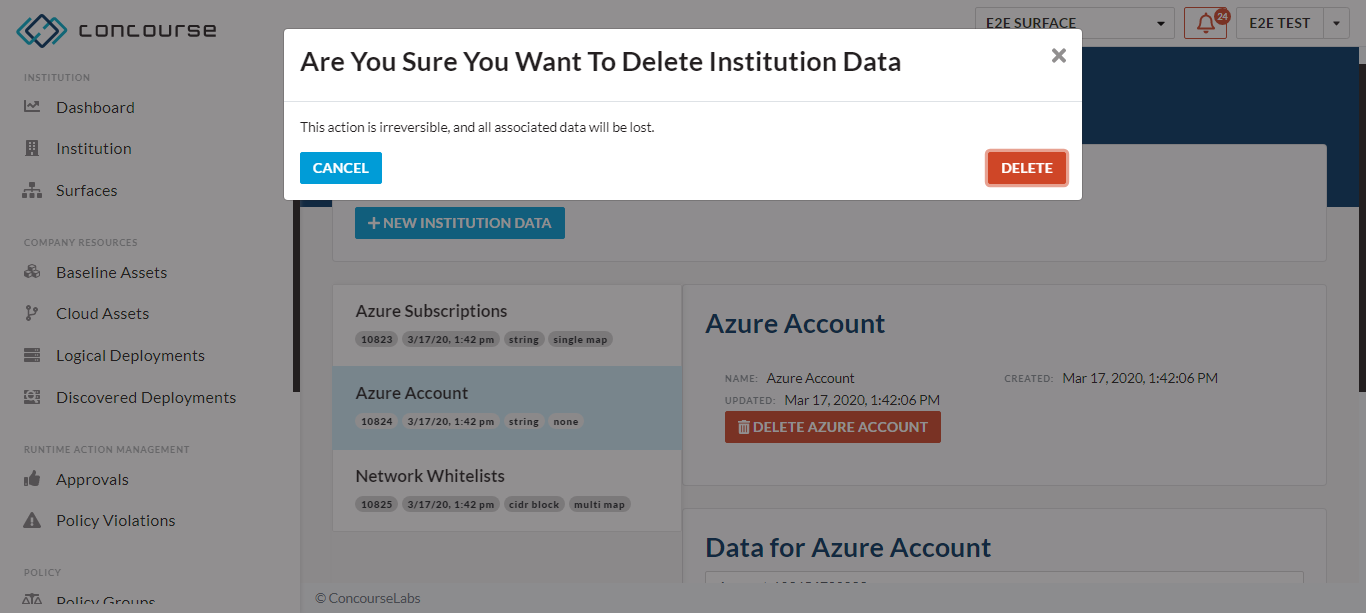 concourse
E2E SURFACE
24
E2E TEST
Are You Sure You Want To Delete Institution Data
×
This action is irreversible, and all associated data will be lost.
CANCEL
DELETE
INSTITUTION
Dashboard
Institution
Surfaces
COMPANY RESOURCES
Baseline Assets
Cloud Assets
Logical Deployments
Discovered Deployments
RUNTIME ACTION MANAGEMENT
Approvals
Policy Violations
POLICY
Policy Groups
+ NEW INSTITUTION DATA
Azure Subscriptions
10823 3/17/20, 1:42 pm string single map
Azure Account
10824 3/17/20, 1:42 pm string none
Network Whitelists
10825 3/17/20, 1:42 pm cidr block multi map
Azure Account
NAME: Azure Account CREATED: Mar 17, 2020, 1:42:06 PM
UPDATED: Mar 17, 2020, 1:42:06 PM
DELETE AZURE ACCOUNT
Data for Azure Account
© ConcourseLabs